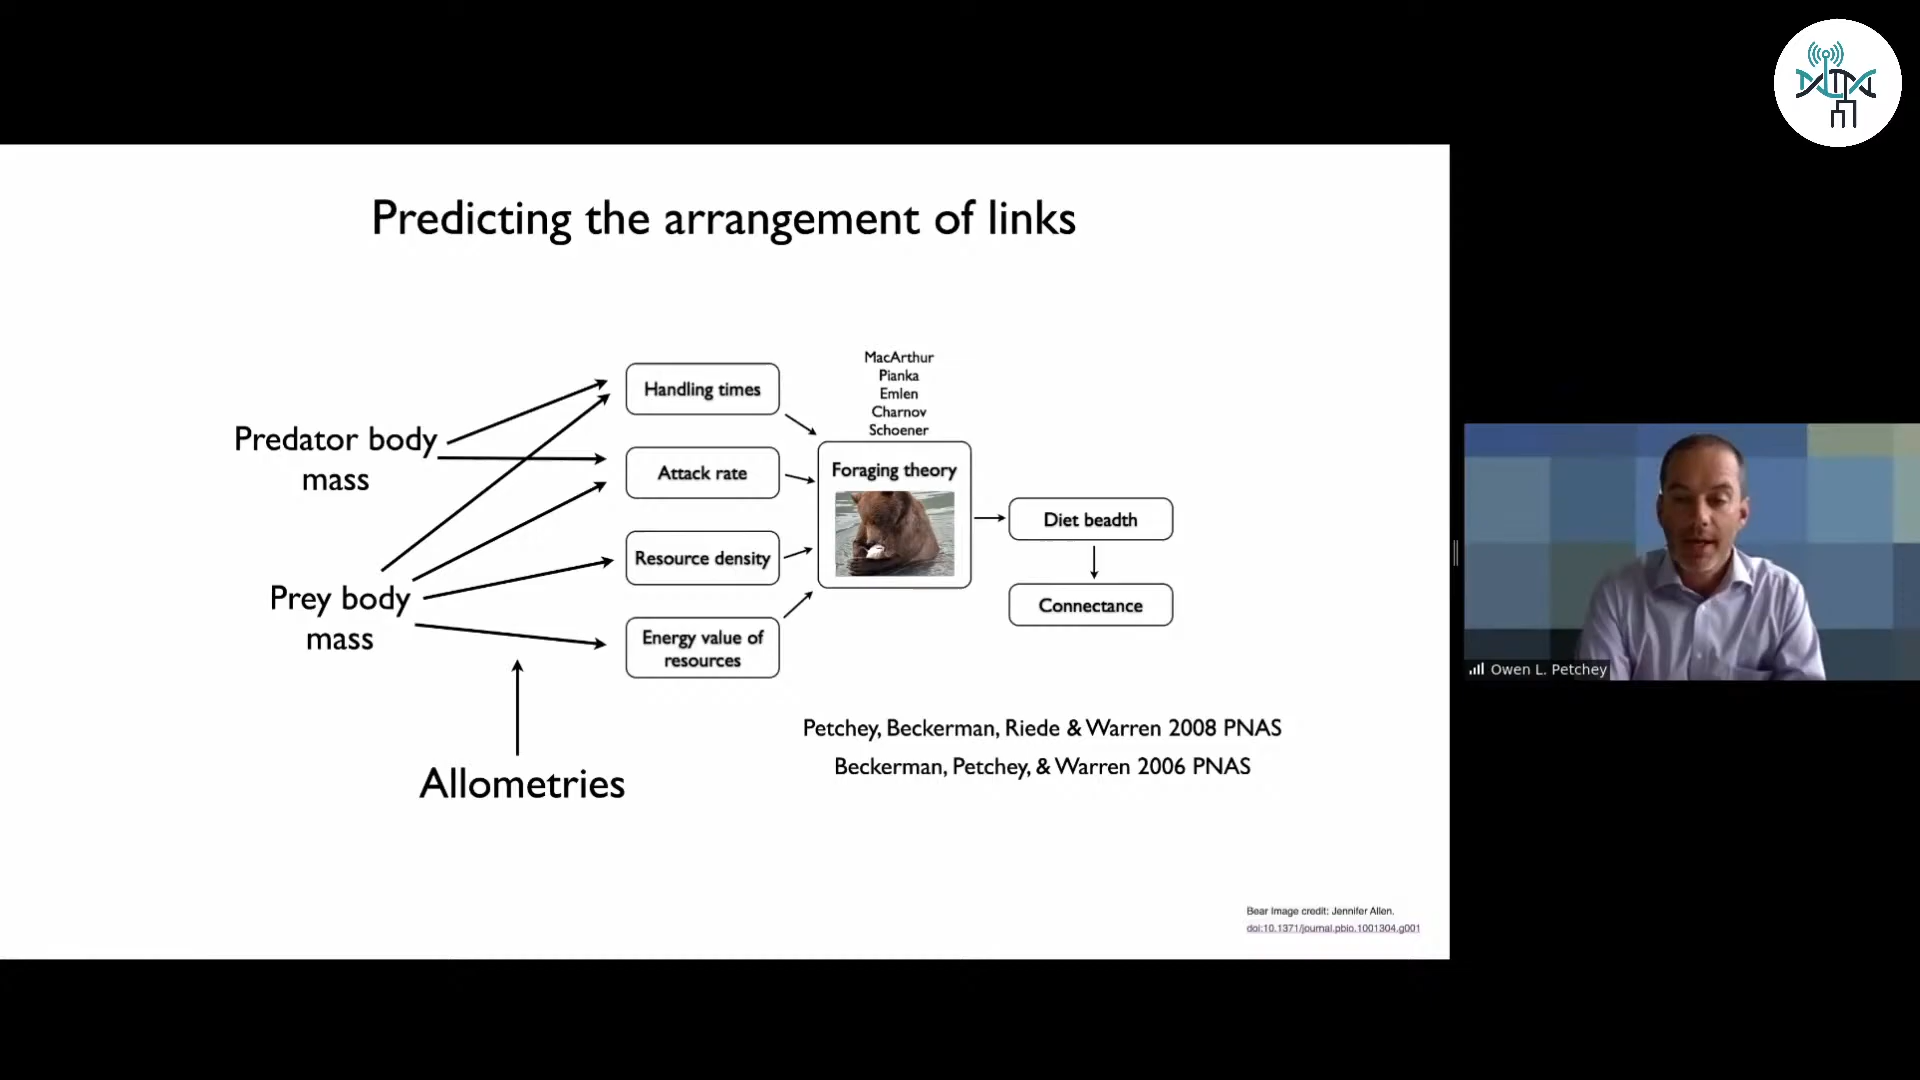 Predicting the arrangement of links
MacArthur
Pianka
Emlen
Charnov
Schoener
Predator body
mass
Prey body
mass
Allometries
Handling times
Attack rate
Resource density
Energy value of
resources
Foraging theory
Diet beadth
Connectance
Petchey, Beckerman, Riede & Warren 2008 PNAS
Beckerman, Petchey, & Warren 2006 PNAS
Bear Image credit: Jennifer Allen.
doi:10.1371/journal.pbio.1001304.g001
Owen L. Petchey